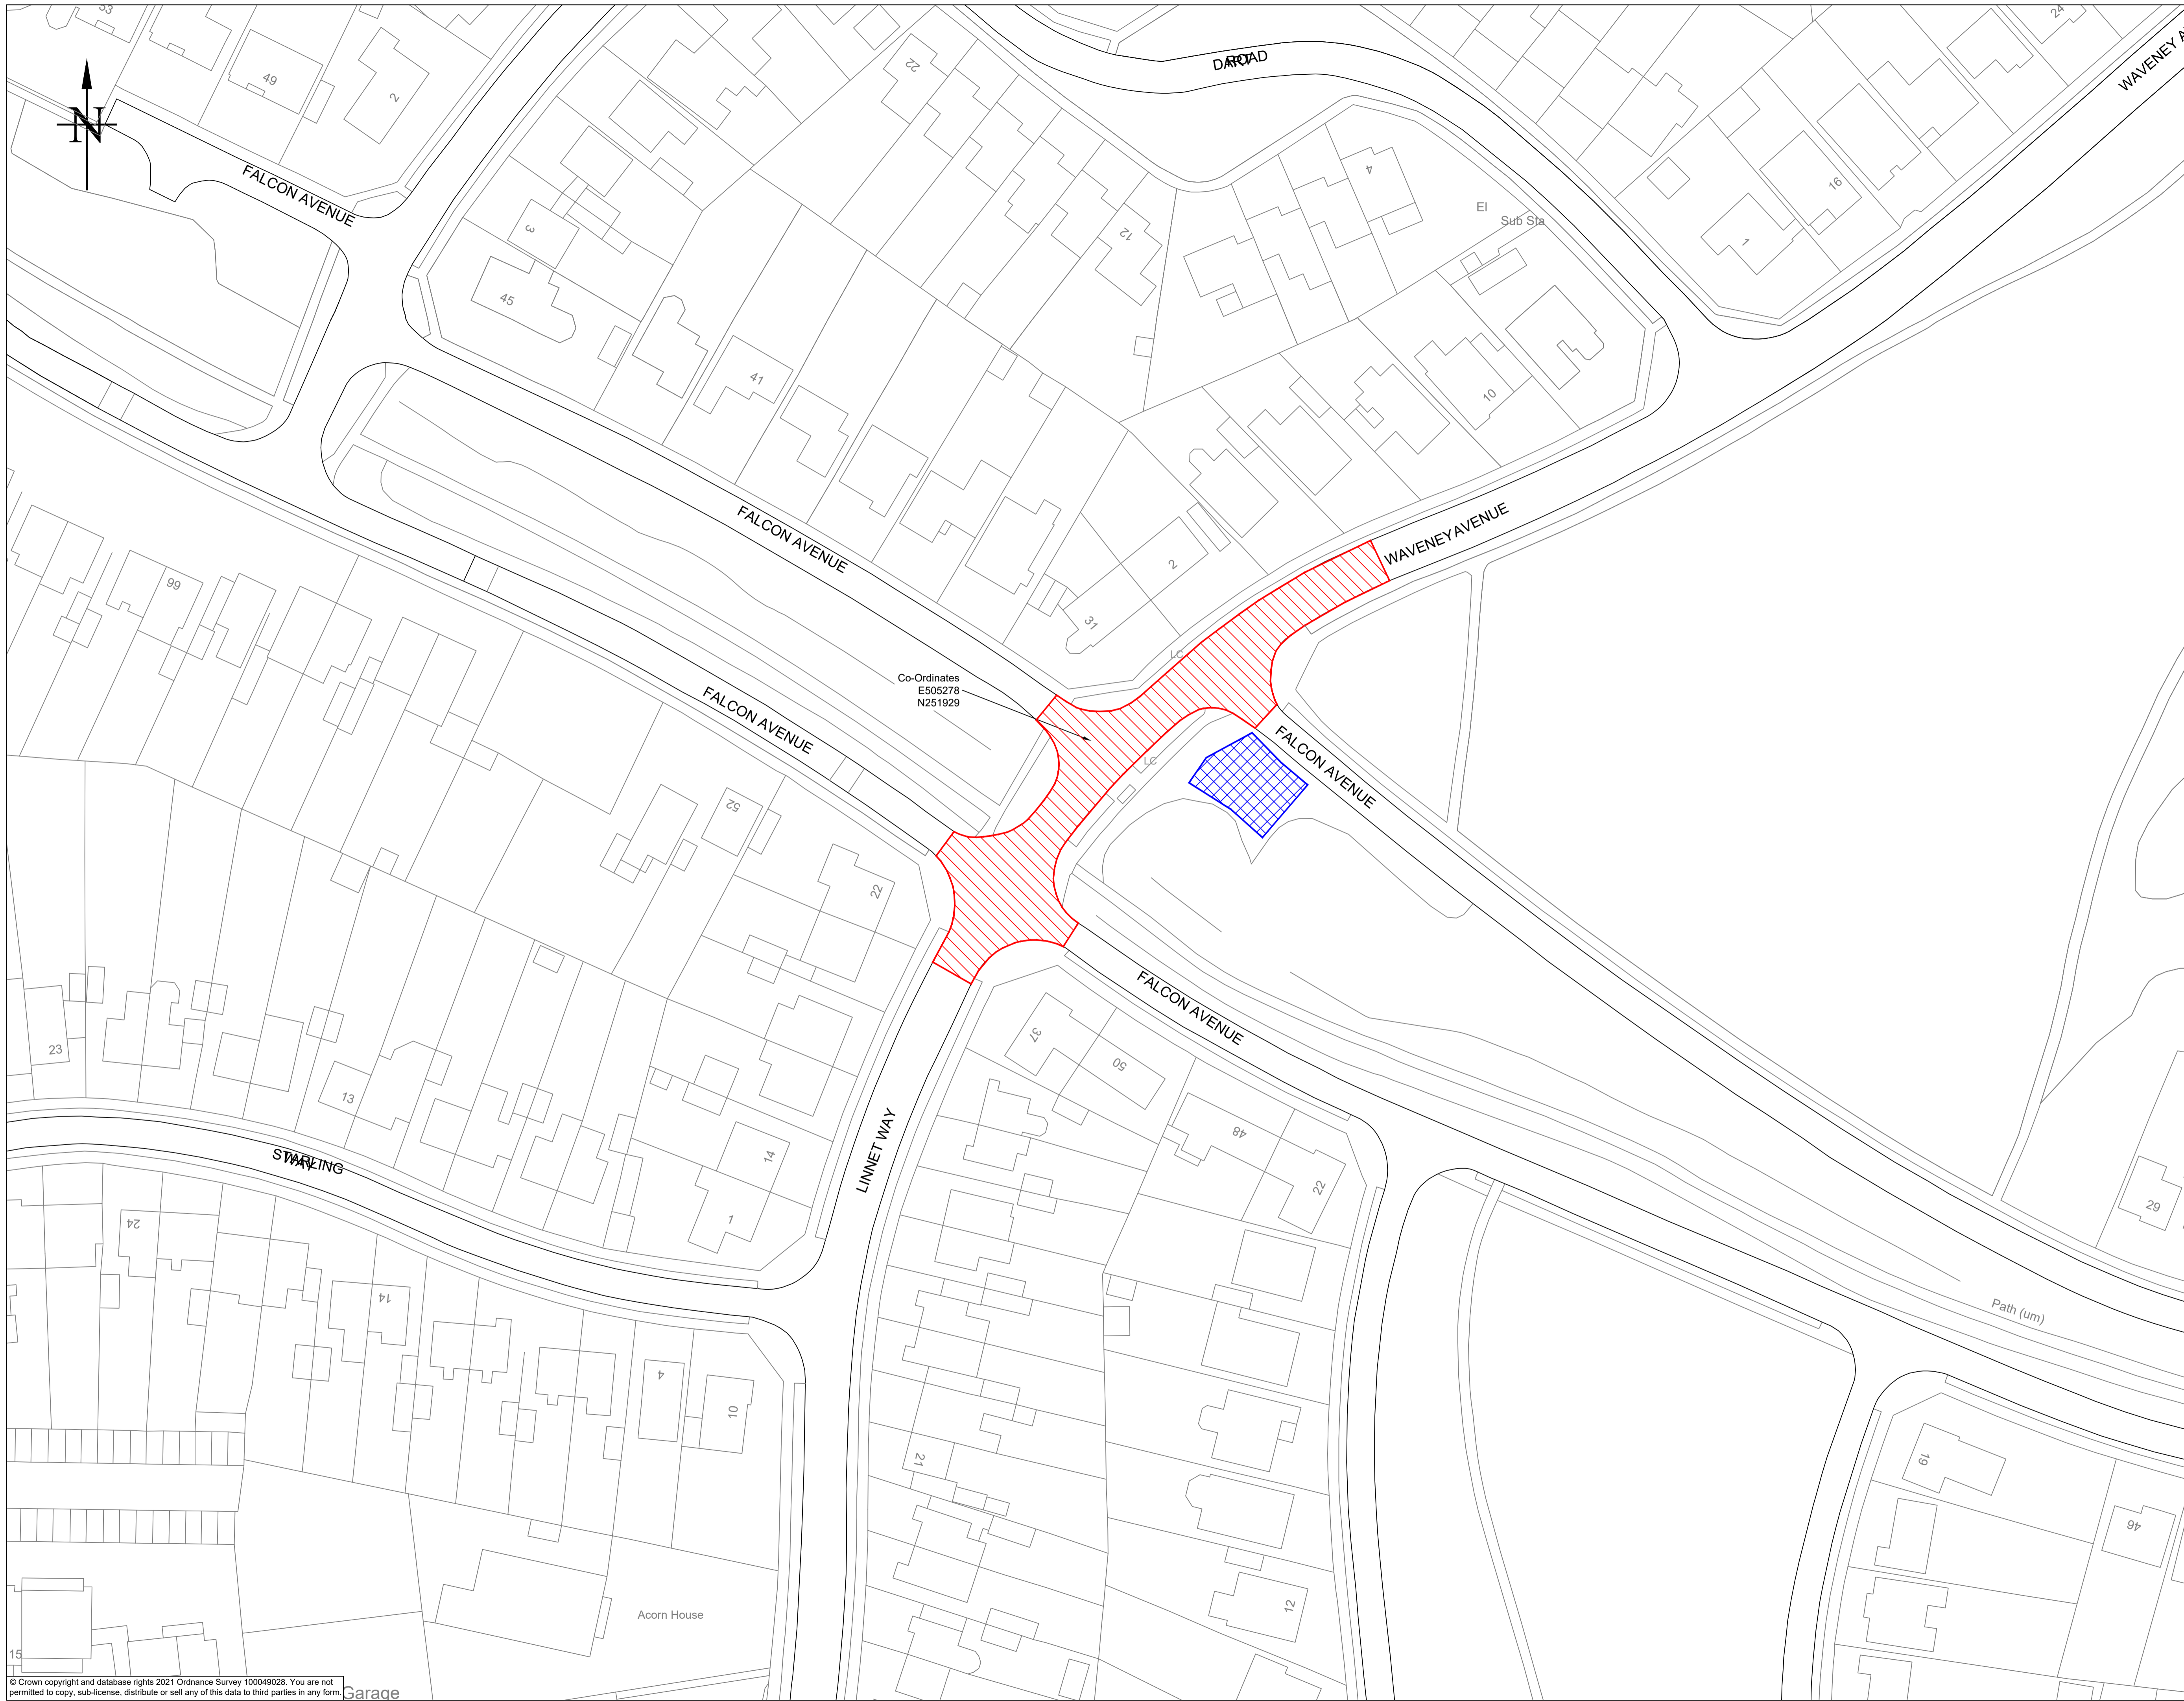 33
49
2
N
FALCON AVENUE
22
DART ROAD
24
WAVENEY A
3
45
12
4
El
Sub Sta
1
16
41
10
FALCON AVENUE
WAVENEY AVENUE
2
31
LC
99
Co-Ordinates
E505278
N251929
FALCON AVENUE
LC
FALCON AVENUE
52
22
FALCON AVENUE
37
50
23
13
48
22
14
1
LINNET WAY
STARLING WAY
24
14
4
10
29
Path (um)
21
19
46
12
Acorn House
15
Garage
© Crown copyright and database rights 2021 Ordnance Survey 100049028. You are not
permitted to copy, sub-license, distribute or sell any of this data to third parties in any form.